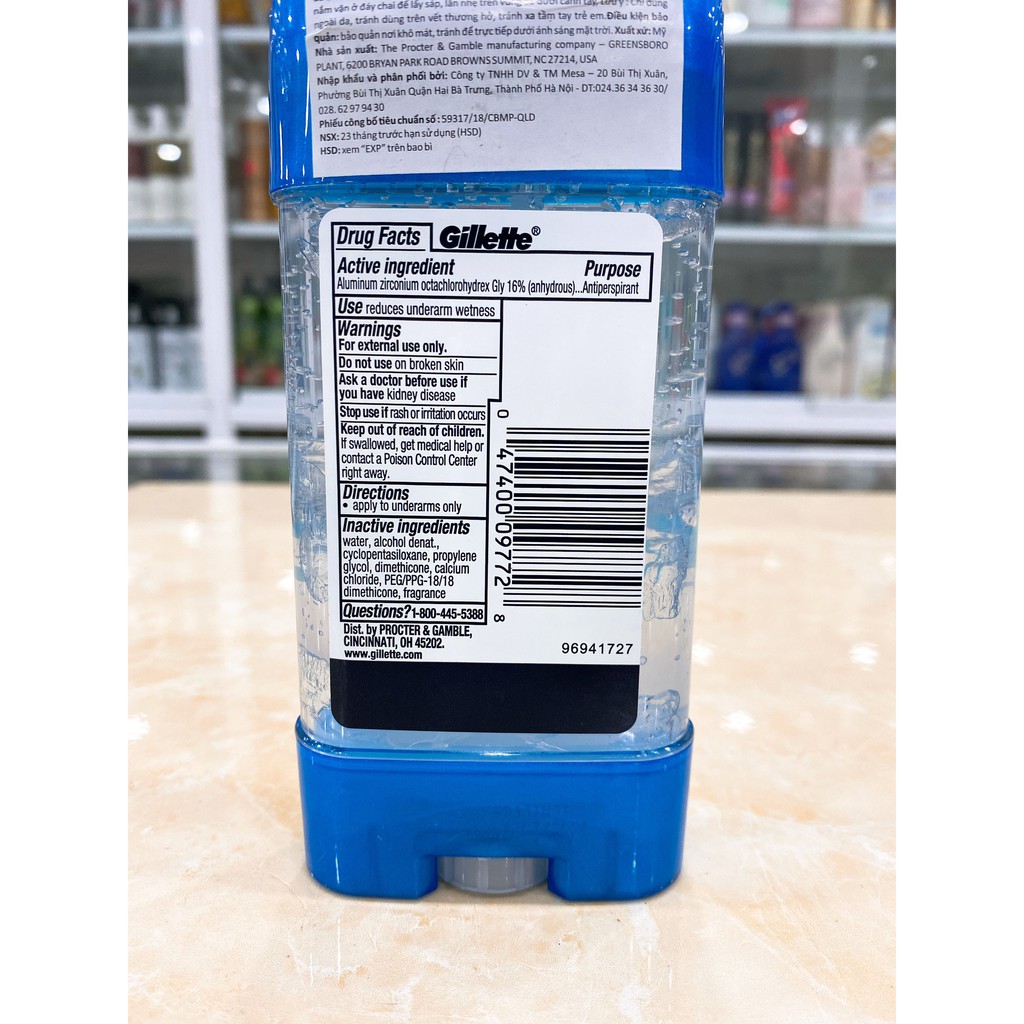 nắm vặn ở đáy chai để lấy sáp, lăn nhẹ trên
ngoài da, tránh dùng trên vết thương hở, tránh xa tầm tay trẻ em.Điều kiện bảo
quản: bảo quản nơi khô mát, tránh để trực tiếp dưới ánh sáng mặt trời. Xuất xứ: Mỹ
Nhà sản xuất: The Procter & Gamble manufacturing company – GREENSBORO
PLANT, 6200 BRYAN PARK ROAD BROWNS SUMMIT, NC 27214, USA
Nhập khẩu và phân phối bởi: Công ty TNHH DV & TM Mesa – 20 Bùi Thị Xuân,
Phường Bùi Thị Xuân Quận Hai Bà Trưng, Thành Phố Hà Nội - DT:024.36 34 36 30/
028. 62 97 94 30
Phiếu công bố tiêu chuẩn số : 59317/18/CBMP-QLD
NSX: 23 tháng trước hạn sử dụng (HSD)
HSD: xem "EXP" trên bao bì
Drug Facts Gillette®
Active ingredient Purpose
Aluminum zirconium octachlorohydrex Gly 16% (anhydrous)...Antiperspirant
Use reduces underarm wetness
Warnings
For external use only.
Do not use on broken skin
Ask a doctor before use if
you have kidney disease
Stop use if rash or irritation occurs
Keep out of reach of children.
If swallowed, get medical help or
contact a Poison Control Center
right away.
Directions
• apply to underarms only
Inactive ingredients
water, alcohol denat.,
cyclopentasiloxane, propylene
glycol, dimethicone, calcium
chloride, PEG/PPG-18/18
dimethicone, fragrance
Questions? 1-800-445-5388
Dist. by PROCTER & GAMBLE,
CINCINNATI, OH 45202.
www.gillette.com
0 47400 09772 8
96941727